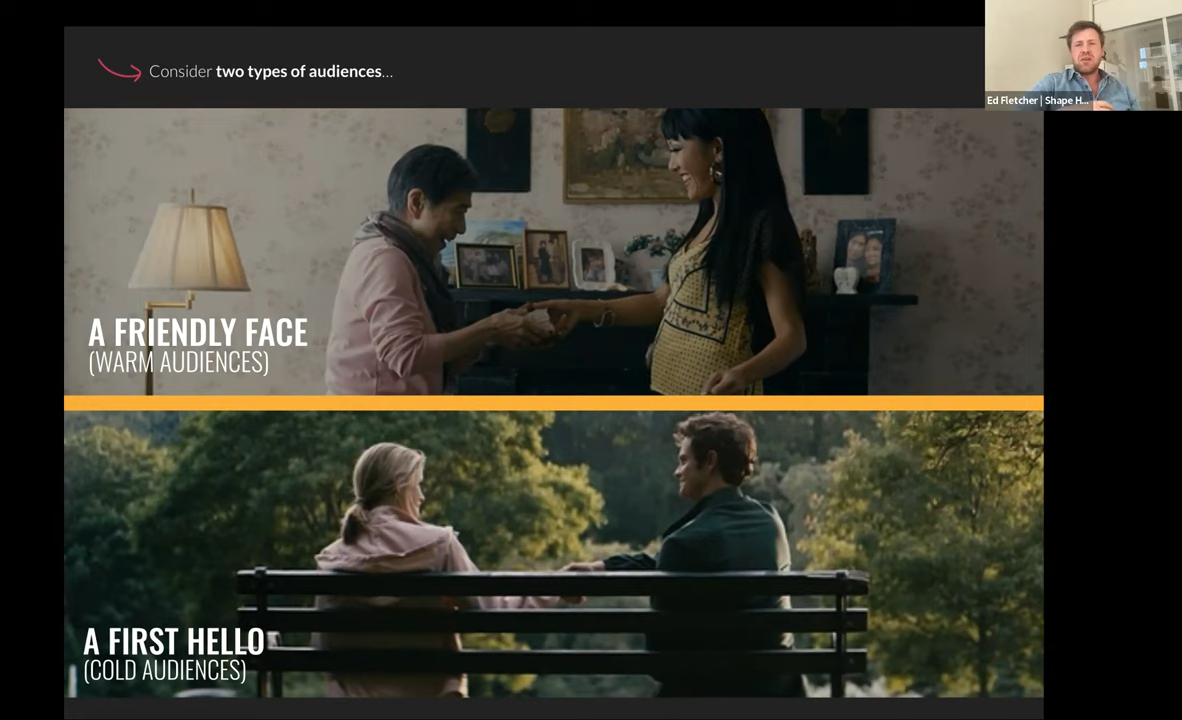 Consider two types of audiences...
Ed Fletcher | Shape H...
A FRIENDLY FACE
(WARM AUDIENCES)
A FIRST HELLO
(COLD AUDIENCES)